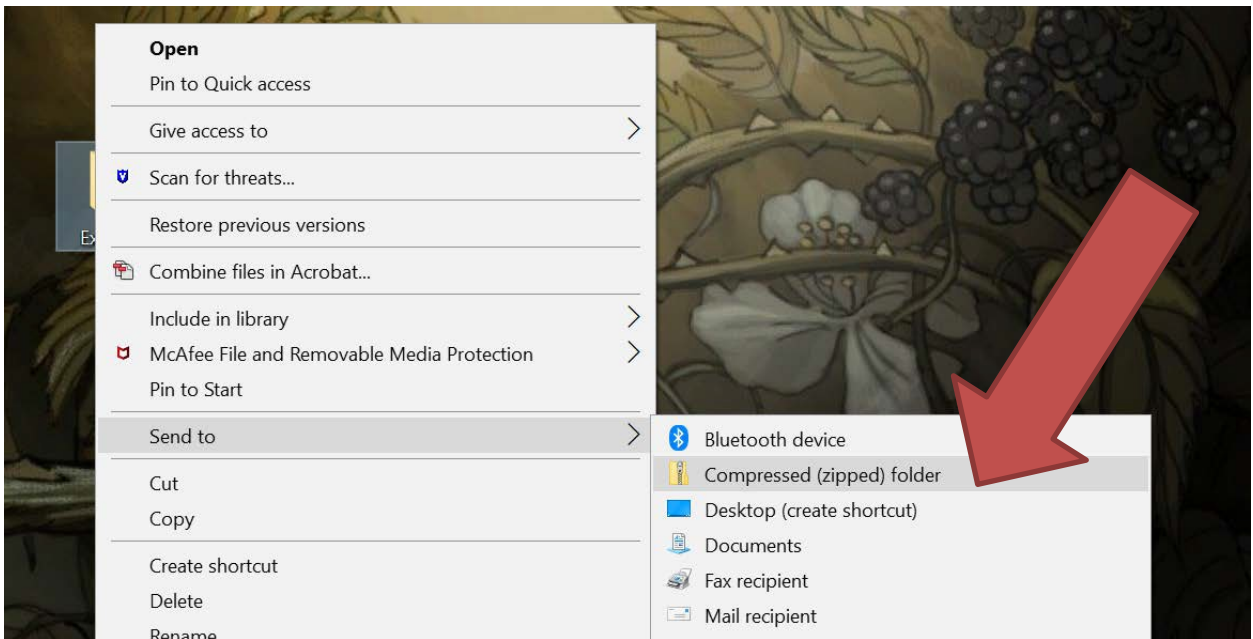 Open
Pin to Quick access
Give access to
Scan for threats...
Restore previous versions
Ex
Combine files in Acrobat...
Include in library
McAfee File and Removable Media Protection
Pin to Start
Send to
Cut
Copy
Create shortcut
Delete
Rename
Bluetooth device
Compressed (zipped) folder
Desktop (create shortcut)
Documents
Fax recipient
Mail recipient